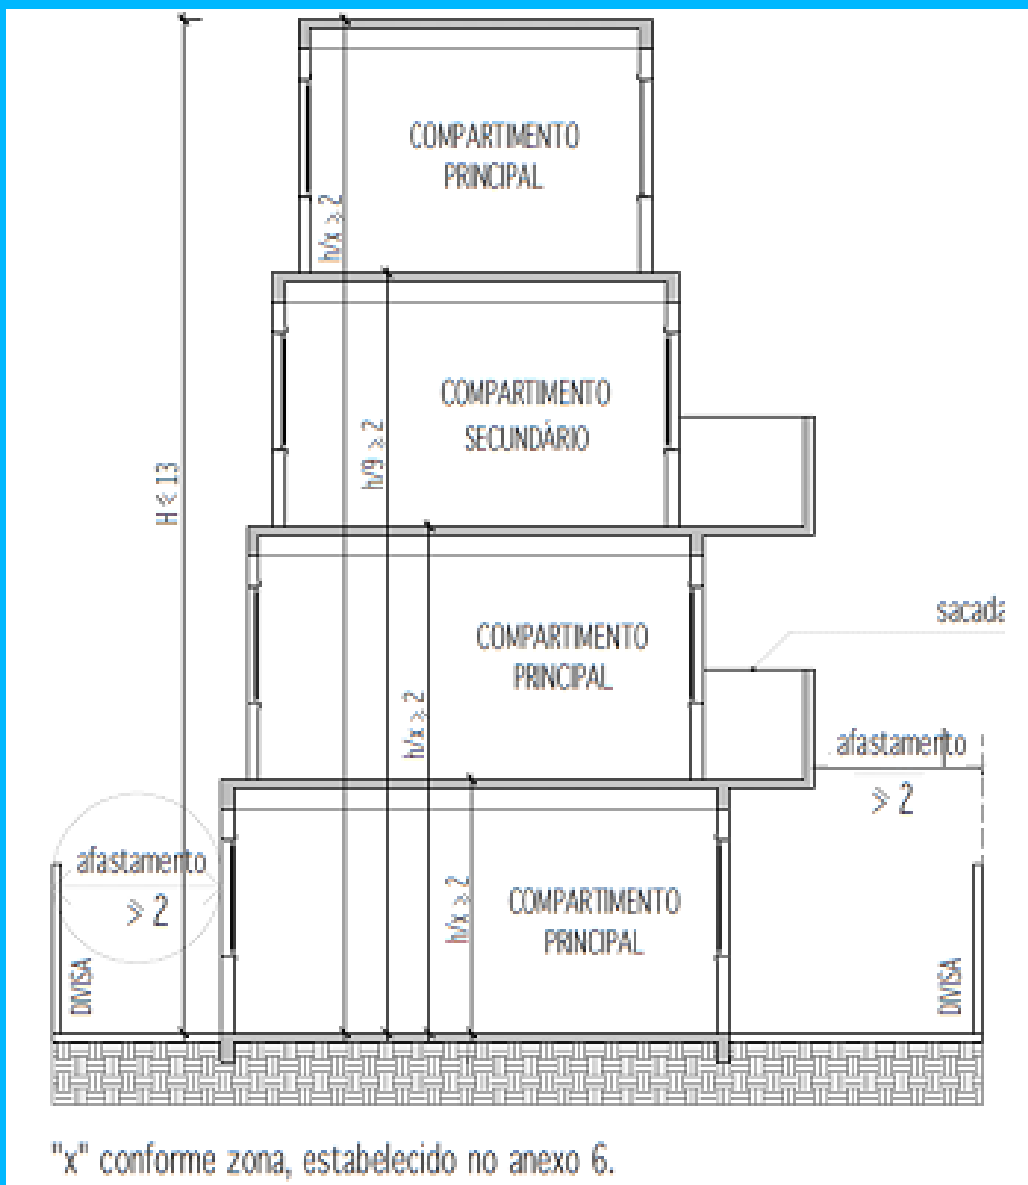 COMPARTIMENTO
PRINCIPAL
h/x ⩾ 2
COMPARTIMENTO
SECUNDÁRIO
h/9 ⩾ 2
H ⩽ 13
sacada
COMPARTIMENTO
PRINCIPAL
h/x ⩾ 2
afastamento
⩾ 2
afastamento
⩾ 2
COMPARTIMENTO
PRINCIPAL
h/x ⩾ 2
DIVISA
DIVISA
"x" conforme zona, estabelecido no anexo 6.